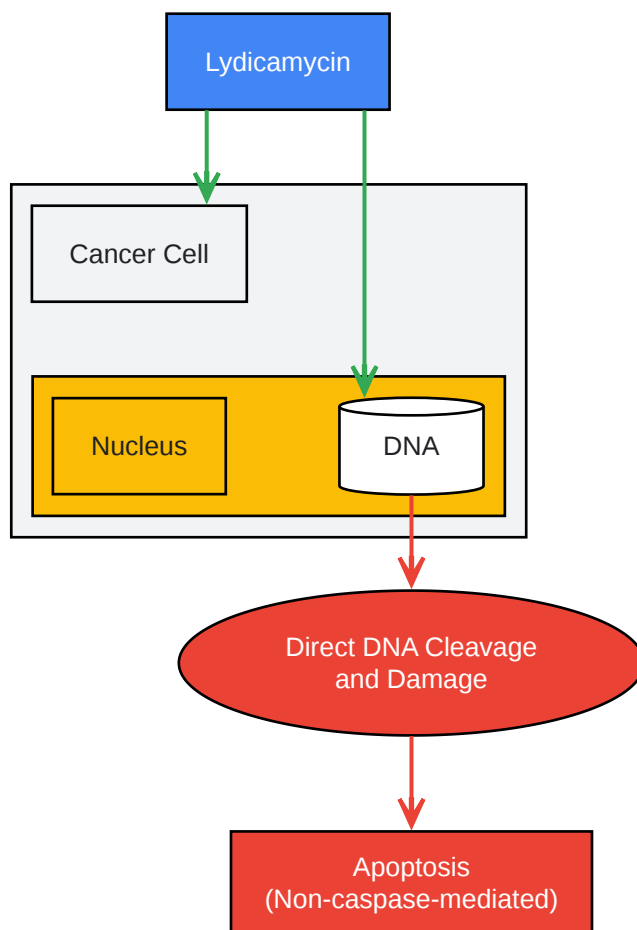 Lydicamycin
Cancer Cell
Nucleus
DNA
Direct DNA Cleavage
and Damage
Apoptosis
(Non-caspase-mediated)